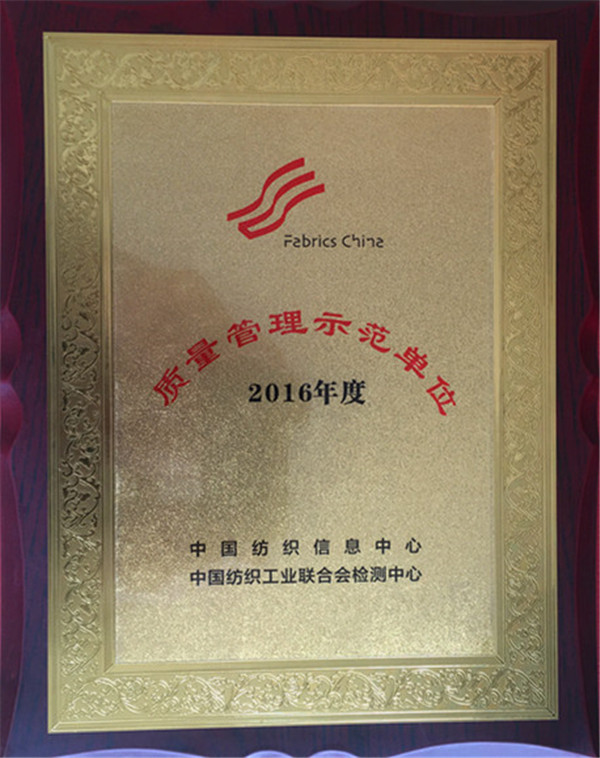 Fabrics China
质量管理示范单位
2016年度
中国纺织信息中心
中国纺织工业联合会检测中心